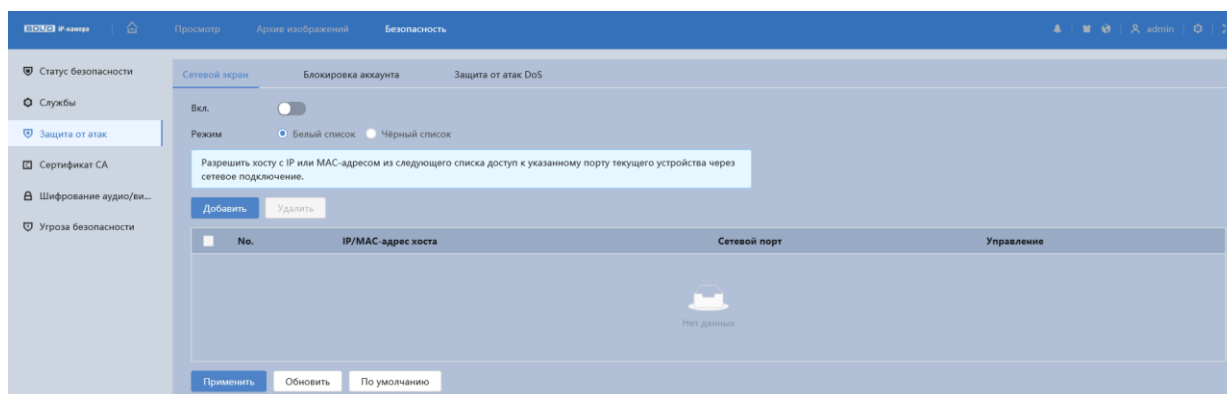 BOLID IP-камера Просмотр Архив изображений Безопасность admin
Статус безопасности
Службы
Защита от атак
Сертификат CA
Шифрование аудио/ви...
Угроза безопасности
Сетевой экран Блокировка аккаунта Защита от атак DoS
Вкл.
Режим Белый список Чёрный список
Разрешить хосту с IP или MAC-адресом из следующего списка доступ к указанному порту текущего устройства через
сетевое подключение.
Добавить Удалить
No. IP/MAC-адрес хоста Сетевой порт Управление
Нет данных
Применить Обновить По умолчанию